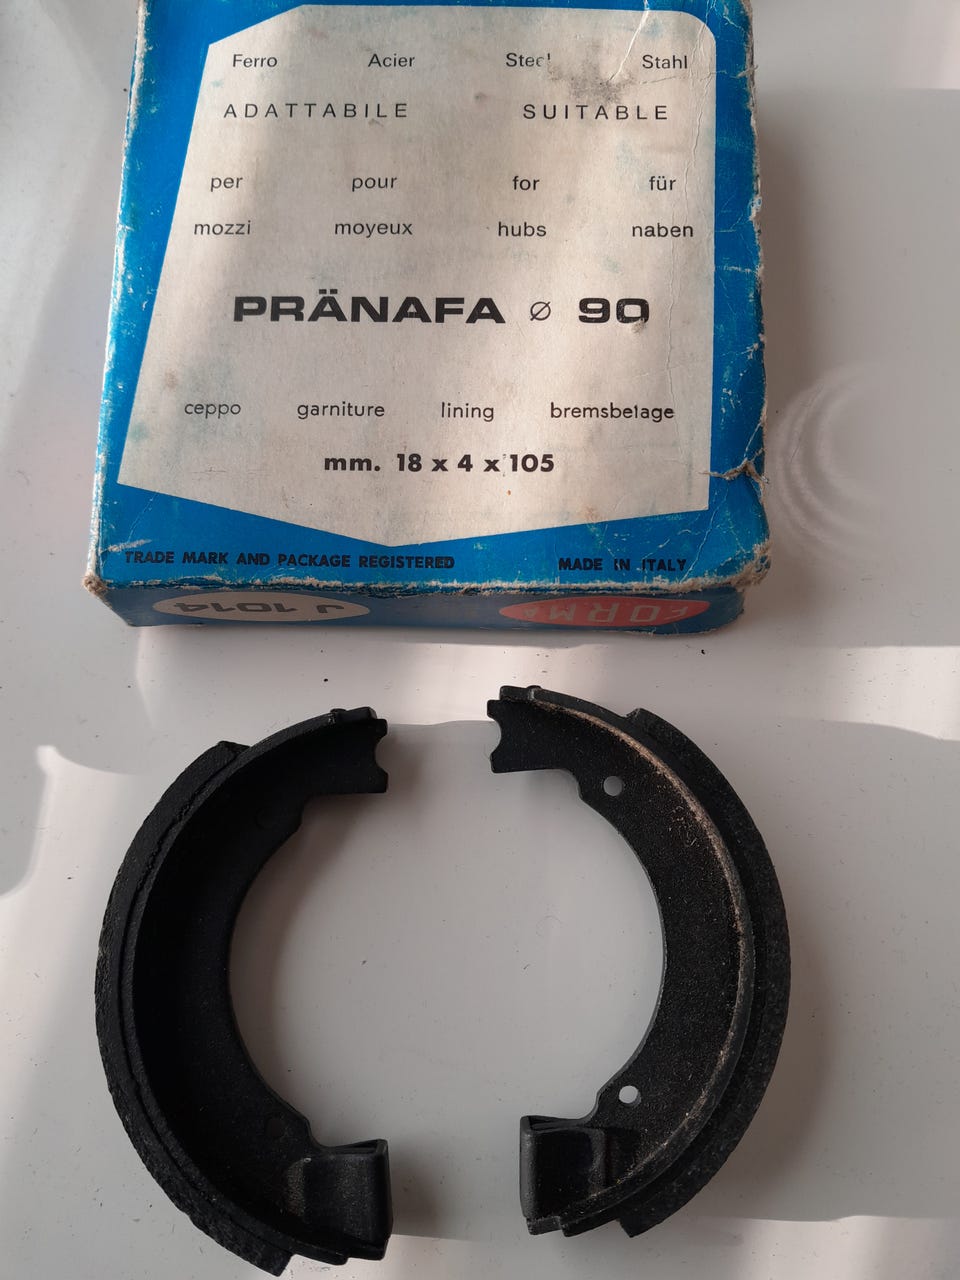 Ferro Acier Steel Stahl
ADATTABILE SUITABLE
per pour for für
mozzi moyeux hubs naben
PRÄNAFA ø 90
ceppo garniture lining bremsbelage
mm. 18 x 4 x 105
TRADE MARK AND PACKAGE REGISTERED MADE IN ITALY
J 1014 FORMA